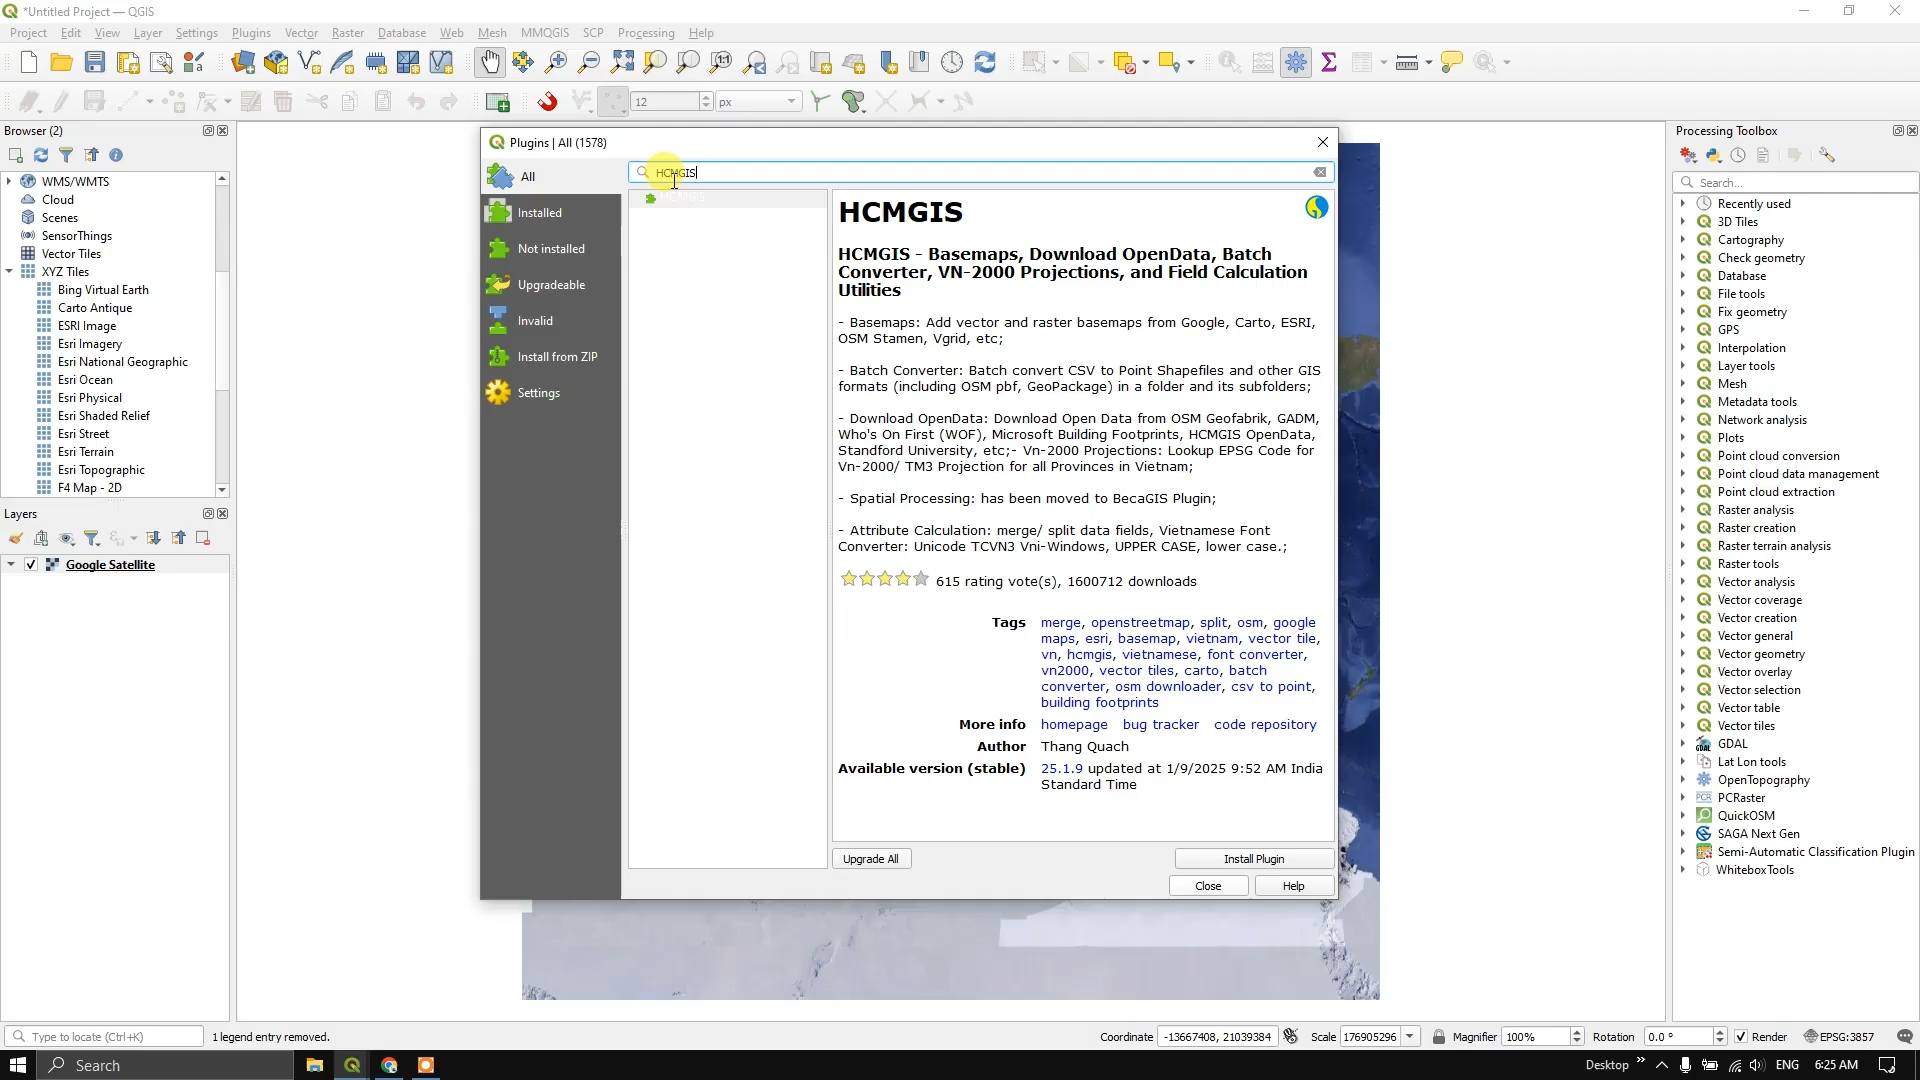 *Untitled Project — QGIS
Project Edit View Layer Settings Plugins Vector Raster Database Web Mesh MMQGIS SCP Processing Help
12 px
Browser (2)
WMS/WMTS
Cloud
Scenes
SensorThings
Vector Tiles
XYZ Tiles
Bing Virtual Earth
Carto Antique
ESRI Image
Esri Imagery
Esri National Geographic
Esri Ocean
Esri Physical
Esri Shaded Relief
Esri Street
Esri Terrain
Esri Topographic
F4 Map - 2D
Layers
Google Satellite
Plugins | All (1578)
All
Installed
Not installed
Upgradeable
Invalid
Install from ZIP
Settings
HCMGIS
HCMGIS
HCMGIS
HCMGIS - Basemaps, Download OpenData, Batch
Converter, VN-2000 Projections, and Field Calculation
Utilities
- Basemaps: Add vector and raster basemaps from Google, Carto, ESRI,
OSM Stamen, Vgrid, etc;
- Batch Converter: Batch convert CSV to Point Shapefiles and other GIS
formats (including OSM pbf, GeoPackage) in a folder and its subfolders;
- Download OpenData: Download Open Data from OSM Geofabrik, GADM,
Who's On First (WOF), Microsoft Building Footprints, HCMGIS OpenData,
Standford University, etc;- Vn-2000 Projections: Lookup EPSG Code for
Vn-2000/ TM3 Projection for all Provinces in Vietnam;
- Spatial Processing: has been moved to BecaGIS Plugin;
- Attribute Calculation: merge/ split data fields, Vietnamese Font
Converter: Unicode TCVN3 Vni-Windows, UPPER CASE, lower case.;
615 rating vote(s), 1600712 downloads
Tags merge, openstreetmap, split, osm, google
maps, esri, basemap, vietnam, vector tile,
vn, hcmgis, vietnamese, font converter,
vn2000, vector tiles, carto, batch
converter, osm downloader, csv to point,
building footprints
More info homepage bug tracker code repository
Author Thang Quach
Available version (stable) 25.1.9 updated at 1/9/2025 9:52 AM India
Standard Time
Upgrade All Install Plugin
Close Help
Processing Toolbox
Search...
Recently used
3D Tiles
Cartography
Check geometry
Database
File tools
Fix geometry
GPS
Interpolation
Layer tools
Mesh
Metadata tools
Network analysis
Plots
Point cloud conversion
Point cloud data management
Point cloud extraction
Raster analysis
Raster creation
Raster terrain analysis
Raster tools
Vector analysis
Vector coverage
Vector creation
Vector general
Vector geometry
Vector overlay
Vector selection
Vector table
Vector tiles
GDAL
Lat Lon tools
OpenTopography
PCRaster
QuickOSM
SAGA Next Gen
Semi-Automatic Classification Plugin
WhiteboxTools
Type to locate (Ctrl+K) 1 legend entry removed. Coordinate -13667408, 21039384 Scale 176905296 Magnifier 100% Rotation 0.0 ° Render EPSG:3857
Search Desktop ENG 6:25 AM